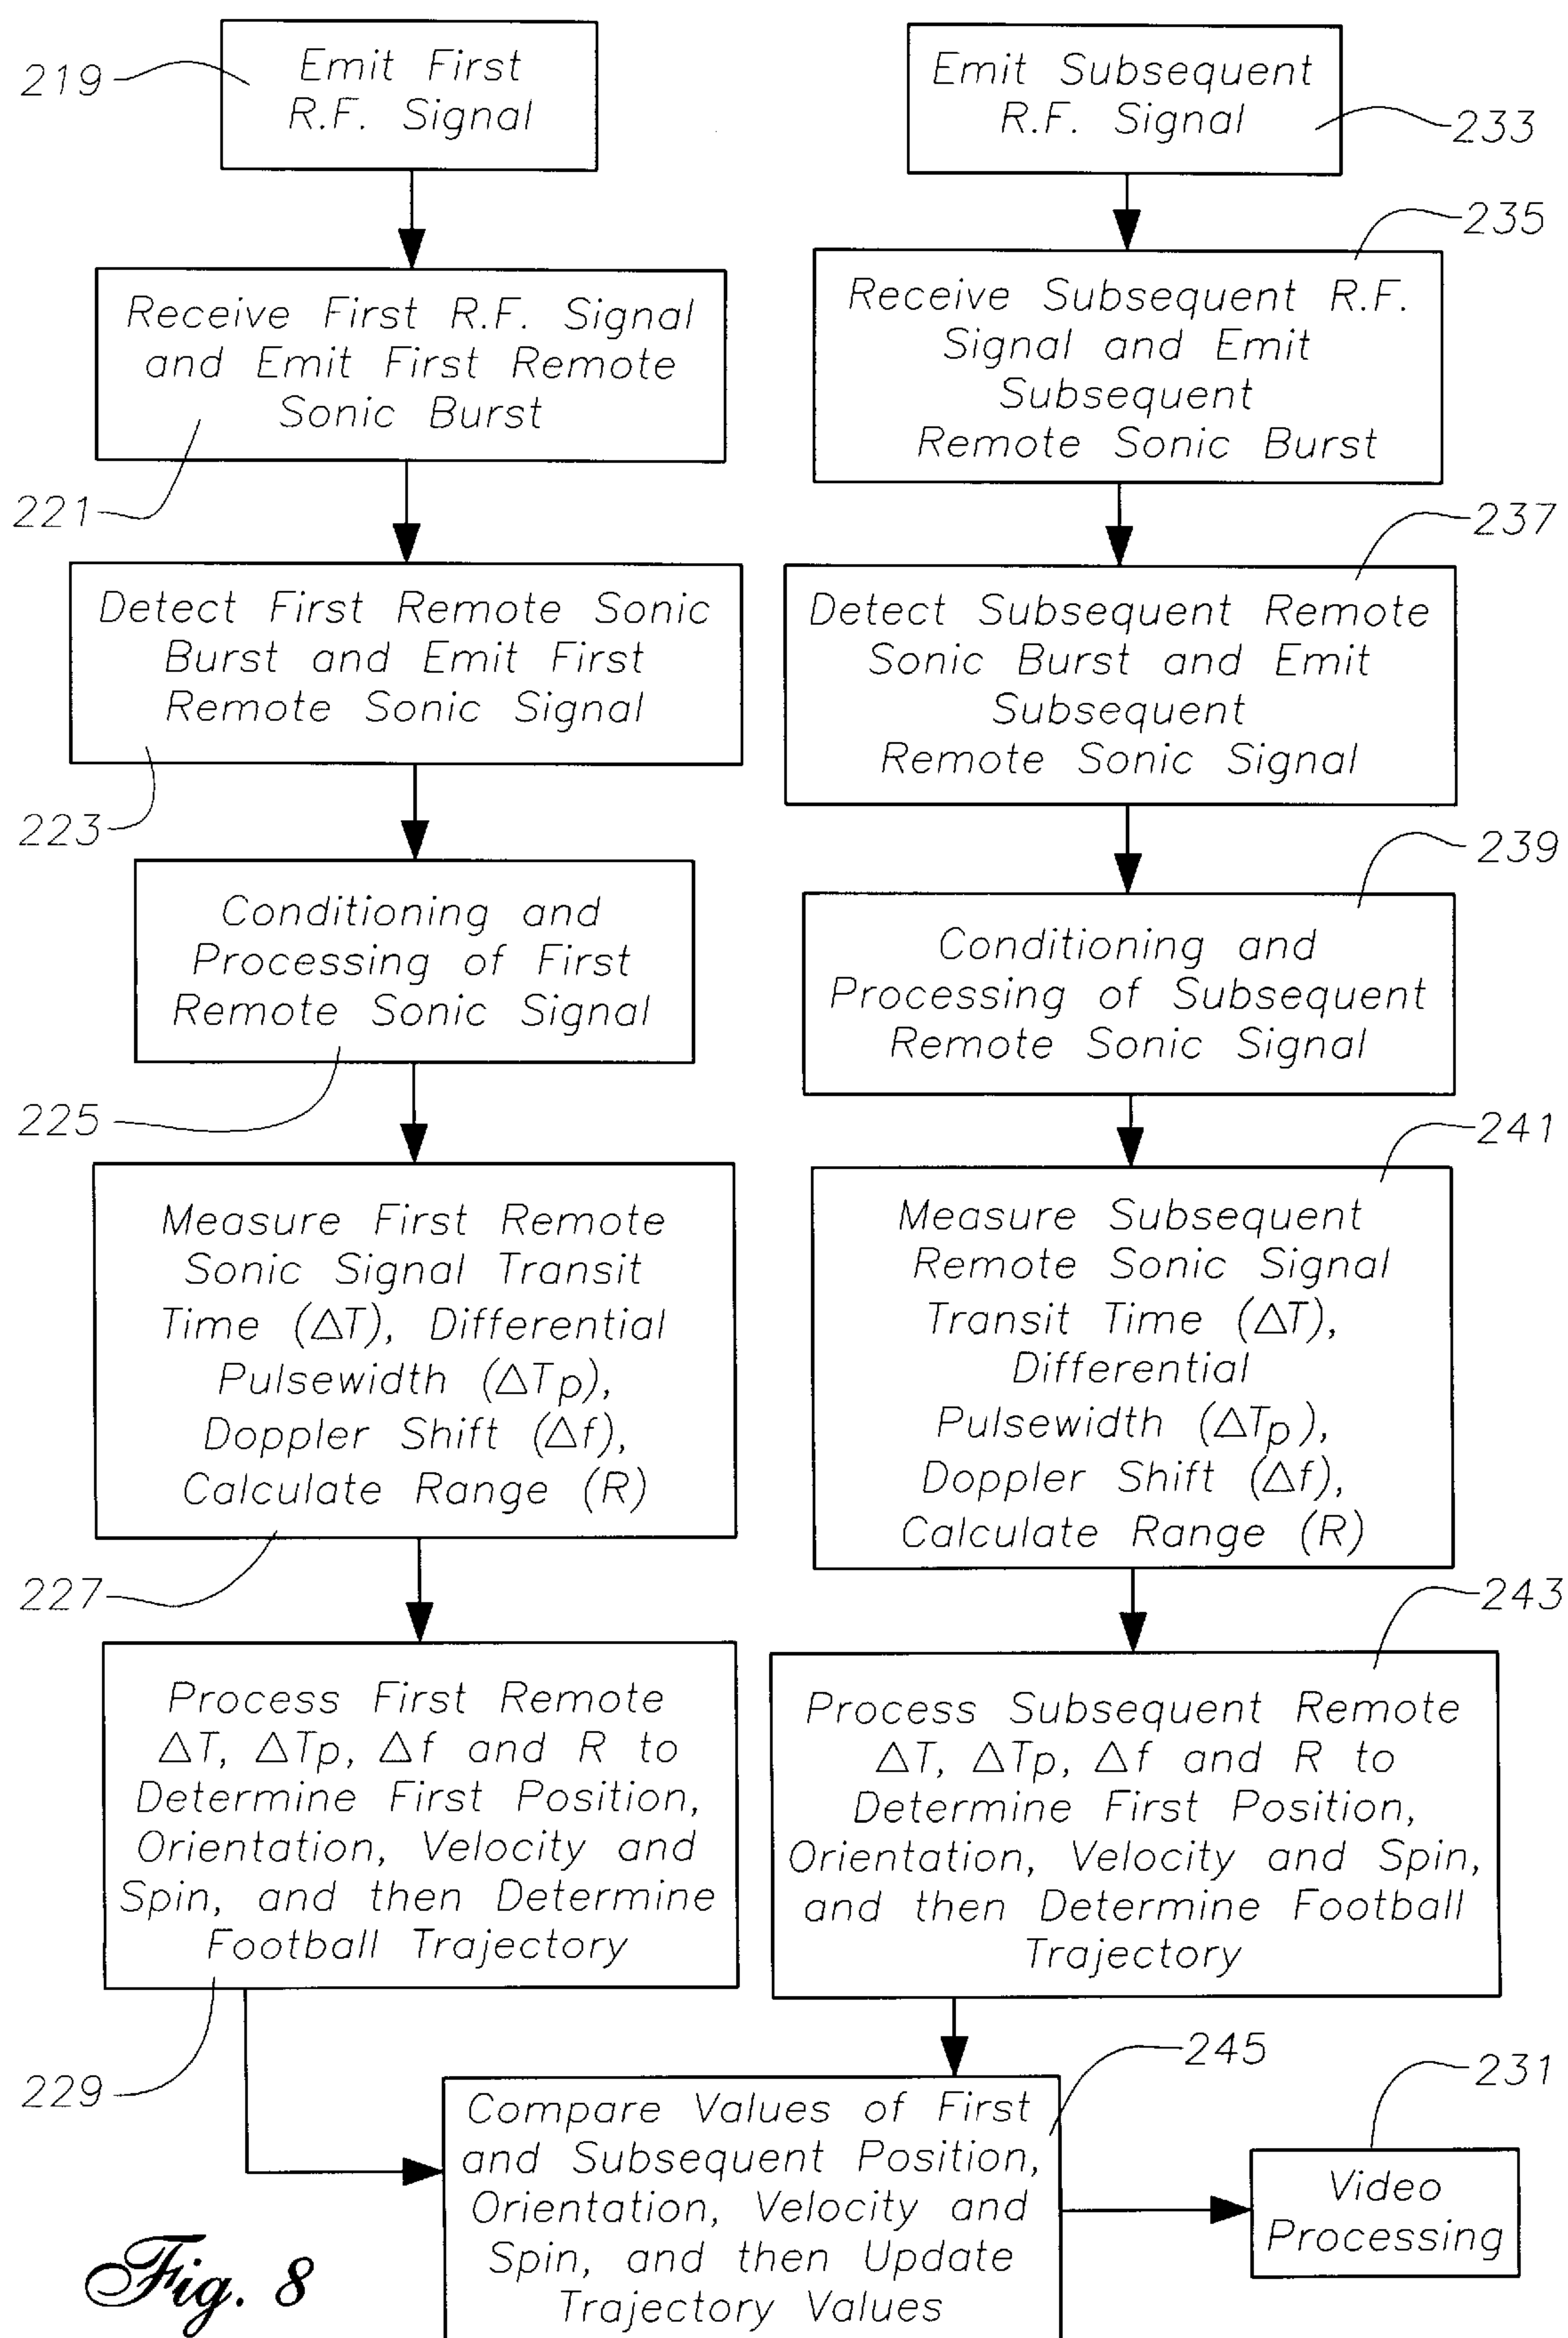 219
Emit First
R.F. Signal
221
Receive First R.F. Signal
and Emit First Remote
Sonic Burst
223
Detect First Remote Sonic
Burst and Emit First
Remote Sonic Signal
225
Conditioning and
Processing of First
Remote Sonic Signal
227
Measure First Remote
Sonic Signal Transit
Time (ΔT), Differential
Pulsewidth (ΔTp),
Doppler Shift (Δf),
Calculate Range (R)
229
Process First Remote
ΔT, ΔTp, Δf and R to
Determine First Position,
Orientation, Velocity and
Spin, and then Determine
Football Trajectory
233
Emit Subsequent
R.F. Signal
235
Receive Subsequent R.F.
Signal and Emit
Subsequent
Remote Sonic Burst
237
Detect Subsequent Remote
Sonic Burst and Emit
Subsequent
Remote Sonic Signal
239
Conditioning and
Processing of Subsequent
Remote Sonic Signal
241
Measure Subsequent
Remote Sonic Signal
Transit Time (ΔT),
Differential
Pulsewidth (ΔTp),
Doppler Shift (Δf),
Calculate Range (R)
243
Process Subsequent Remote
ΔT, ΔTp, Δf and R to
Determine First Position,
Orientation, Velocity and Spin,
and then Determine Football
Trajectory
245
Compare Values of First
and Subsequent Position,
Orientation, Velocity and
Spin, and then Update
Trajectory Values
231
Video
Processing
Fig. 8